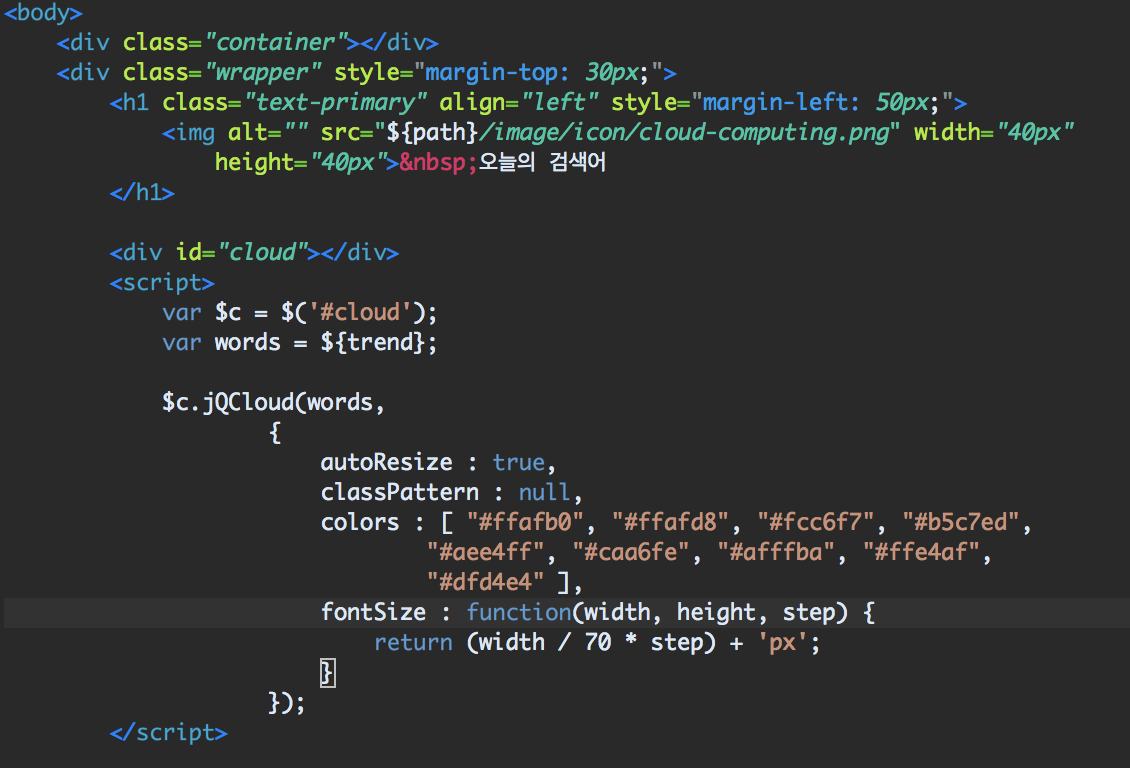 <body>
<div class="container"></div>
<div class="wrapper" style="margin-top: 30px;">
<h1 class="text-primary" align="left" style="margin-left: 50px;">
<img alt="" src="${path}/image/icon/cloud-computing.png" width="40px"
height="40px">&nbsp;오늘의 검색어
</h1>
<div id="cloud"></div>
<script>
var $c = $('#cloud');
var words = ${trend};
$c.jQCloud(words,
{
autoResize : true,
classPattern : null,
colors : [ "#ffafb0", "#ffafd8", "#fcc6f7", "#b5c7ed",
"#aee4ff", "#caa6fe", "#afffba", "#ffe4af",
"#dfd4e4" ],
fontSize : function(width, height, step) {
return (width / 70 * step) + 'px';
}
});
</script>